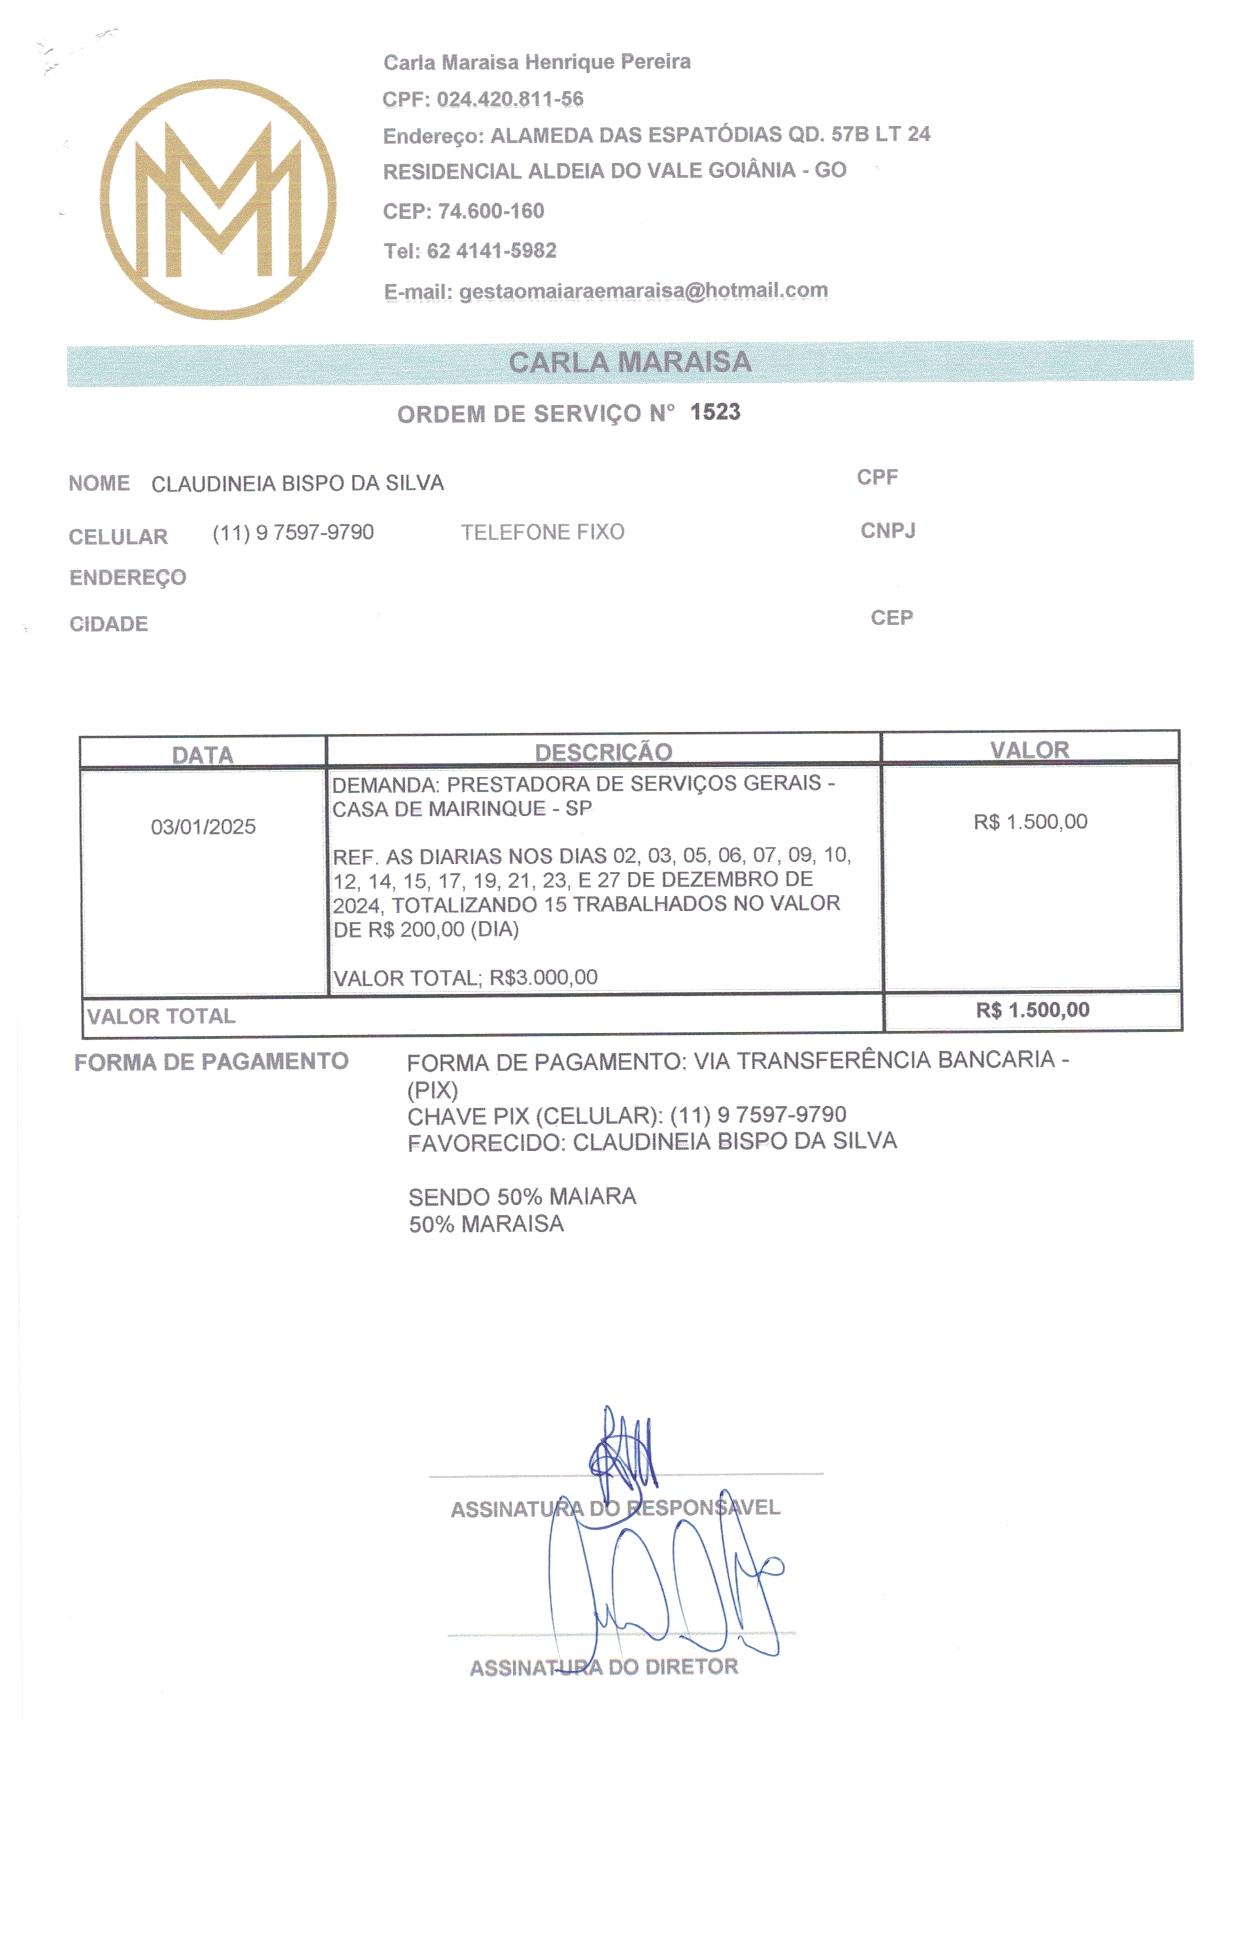 Carla Maraisa Henrique Pereira
CPF: 024.420.811-56
Endereço: ALAMEDA DAS ESPATÓDIAS QD. 57B LT 24
RESIDENCIAL ALDEIA DO VALE GOIÂNIA - GO
CEP: 74.600-160
Tel: 62 4141-5982
E-mail: gestaomaiaraemaraisa@hotmail.com
CARLA MARAISA
ORDEM DE SERVIÇO N° 1523
NOME CLAUDINEIA BISPO DA SILVA CPF
CELULAR (11) 9 7597-9790 TELEFONE FIXO CNPJ
ENDEREÇO
CIDADE CEP
DATA DESCRIÇÃO VALOR
DEMANDA: PRESTADORA DE SERVIÇOS GERAIS -
CASA DE MAIRINQUE - SP
03/01/2025 R$ 1.500,00
REF. AS DIARIAS NOS DIAS 02, 03, 05, 06, 07, 09, 10,
12, 14, 15, 17, 19, 21, 23, E 27 DE DEZEMBRO DE
2024, TOTALIZANDO 15 TRABALHADOS NO VALOR
DE R$ 200,00 (DIA)
VALOR TOTAL; R$3.000,00
VALOR TOTAL R$ 1.500,00
FORMA DE PAGAMENTO FORMA DE PAGAMENTO: VIA TRANSFERÊNCIA BANCARIA -
(PIX)
CHAVE PIX (CELULAR): (11) 9 7597-9790
FAVORECIDO: CLAUDINEIA BISPO DA SILVA
SENDO 50% MAIARA
50% MARAISA
ASSINATURA DO RESPONSAVEL
ASSINATURA DO DIRETOR